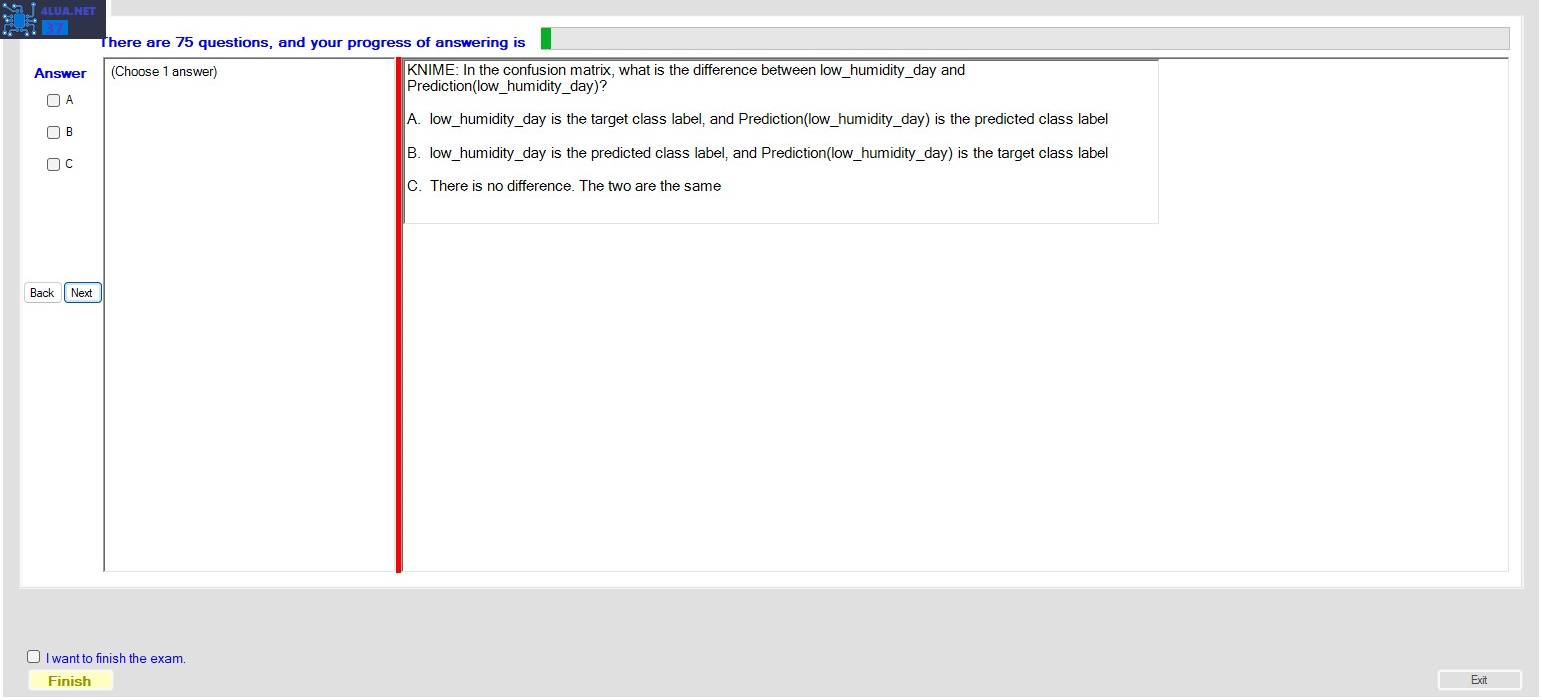 4LUA.NET
37
There are 75 questions, and your progress of answering is
Answer
(Choose 1 answer)
A
B
C
KNIME: In the confusion matrix, what is the difference between low_humidity_day and
Prediction(low_humidity_day)?
A. low_humidity_day is the target class label, and Prediction(low_humidity_day) is the predicted class label
B. low_humidity_day is the predicted class label, and Prediction(low_humidity_day) is the target class label
C. There is no difference. The two are the same
Back Next
I want to finish the exam.
Finish
Exit